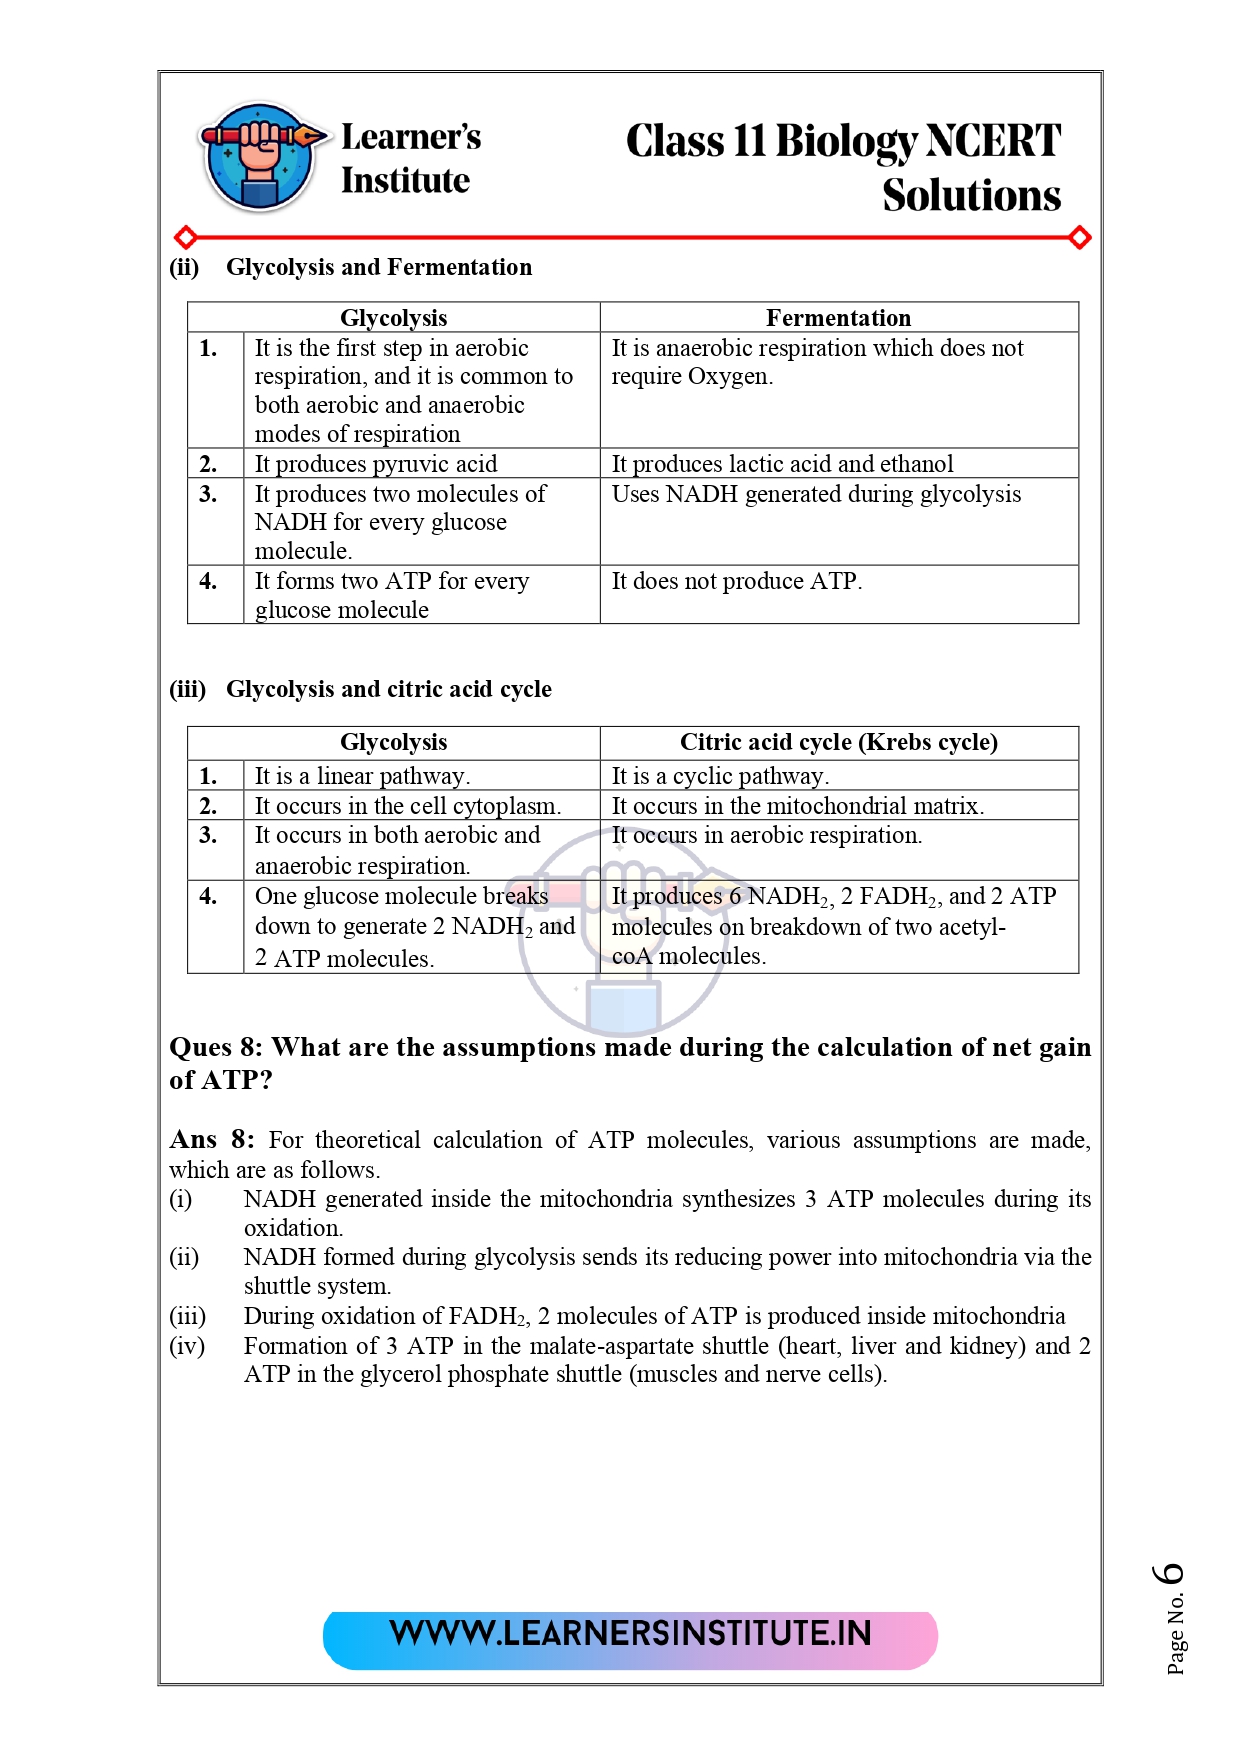 Learner's
Institute
Class 11 Biology NCERT
Solutions
(ii) Glycolysis and Fermentation
Glycolysis Fermentation
1. It is the first step in aerobic
respiration, and it is common to
both aerobic and anaerobic
modes of respiration
It is anaerobic respiration which does not
require Oxygen.
2. It produces pyruvic acid
It produces lactic acid and ethanol
3. It produces two molecules of
NADH for every glucose
molecule.
Uses NADH generated during glycolysis
4. It forms two ATP for every
glucose molecule
It does not produce ATP.
(iii) Glycolysis and citric acid cycle
Glycolysis Citric acid cycle (Krebs cycle)
1. It is a linear pathway.
It is a cyclic pathway.
2. It occurs in the cell cytoplasm.
It occurs in the mitochondrial matrix.
3. It occurs in both aerobic and
anaerobic respiration.
It occurs in aerobic respiration.
4. One glucose molecule breaks
down to generate 2 NADH₂ and
2 ATP molecules.
It produces 6 NADH₂, 2 FADH₂, and 2 ATP
molecules on breakdown of two acetyl-
coA molecules.
Ques 8: What are the assumptions made during the calculation of net gain
of ATP?
Ans 8: For theoretical calculation of ATP molecules, various assumptions are made,
which are as follows.
(i) NADH generated inside the mitochondria synthesizes 3 ATP molecules during its
oxidation.
(ii) NADH formed during glycolysis sends its reducing power into mitochondria via the
shuttle system.
(iii) During oxidation of FADH₂, 2 molecules of ATP is produced inside mitochondria
(iv) Formation of 3 ATP in the malate-aspartate shuttle (heart, liver and kidney) and 2
ATP in the glycerol phosphate shuttle (muscles and nerve cells).
WWW.LEARNERSINSTITUTE.IN
Page No. 6